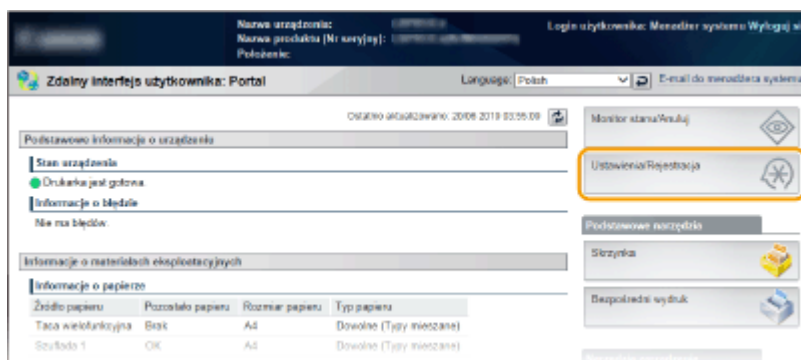 Nazwa urządzenia:
Nazwa produktu (Nr seryjny):
Położenie:
Login użytkownika: Menedżer systemu Wyloguj si
Zdalny interfejs użytkownika: Portal
Language: Polish
E-mail do menadżera systemu
Ostatnio aktualizowano: 03:55:09
Monitor stanu/Anuluj
Podstawowe informacje o urządzeniu
Stan urządzenia
Drukarka jest gotowa.
Ustawienia/Rejestracja
Informacje o błędzie
Nie ma błędów.
Podstawowe narzędzia
Skrzynka
Informacje o materiałach eksploatacyjnych
Informacje o papierze
Bezpośredni wydruk
Źródło papieru Pozostało papieru Rozmiar papieru Typ papieru
Taca wielofunkcyjna Brak A4 Dowolne (Typy mieszane)
Szuflada 1 OK A4 Dowolne (Typy mieszane)